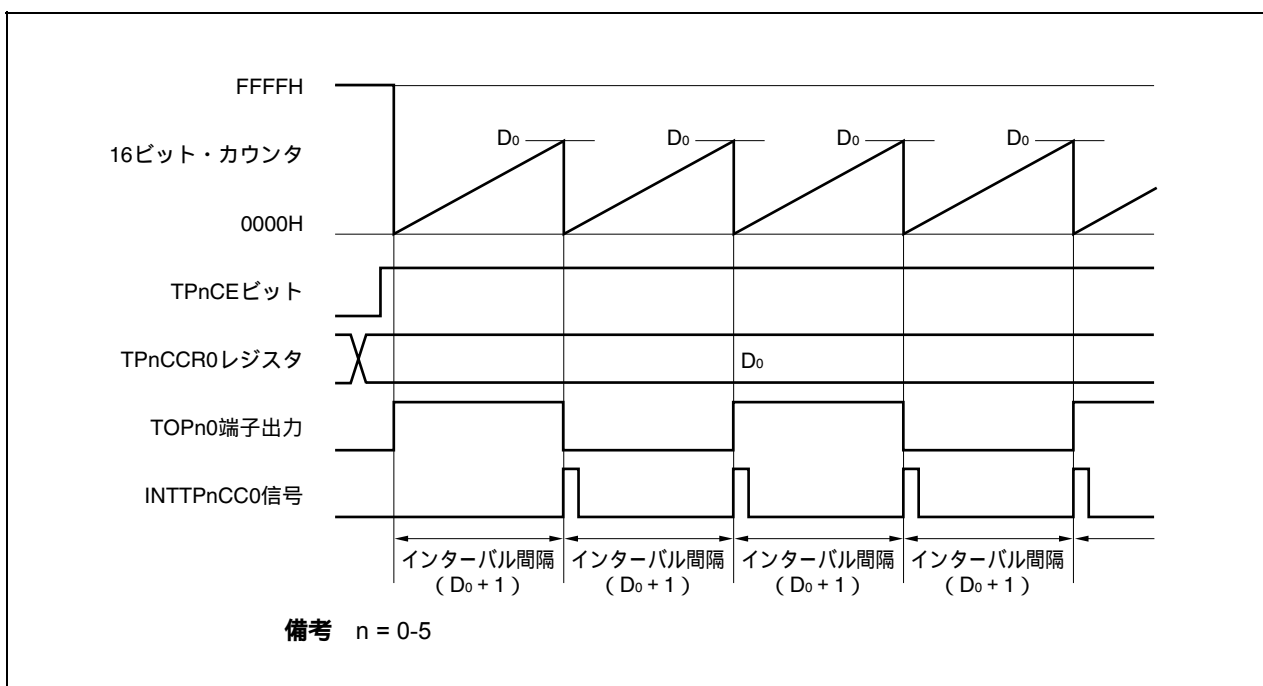 FFFFH
D₀ D₀ D₀ D₀
16ビット・カウンタ
0000H
TPnCEビット
TPnCCR0レジスタ D₀
TOPn0端子出力
INTTPnCC0信号
インターバル間隔 インターバル間隔 インターバル間隔 インターバル間隔
（D₀ + 1） （D₀ + 1） （D₀ + 1） （D₀ + 1）
備考 n = 0-5